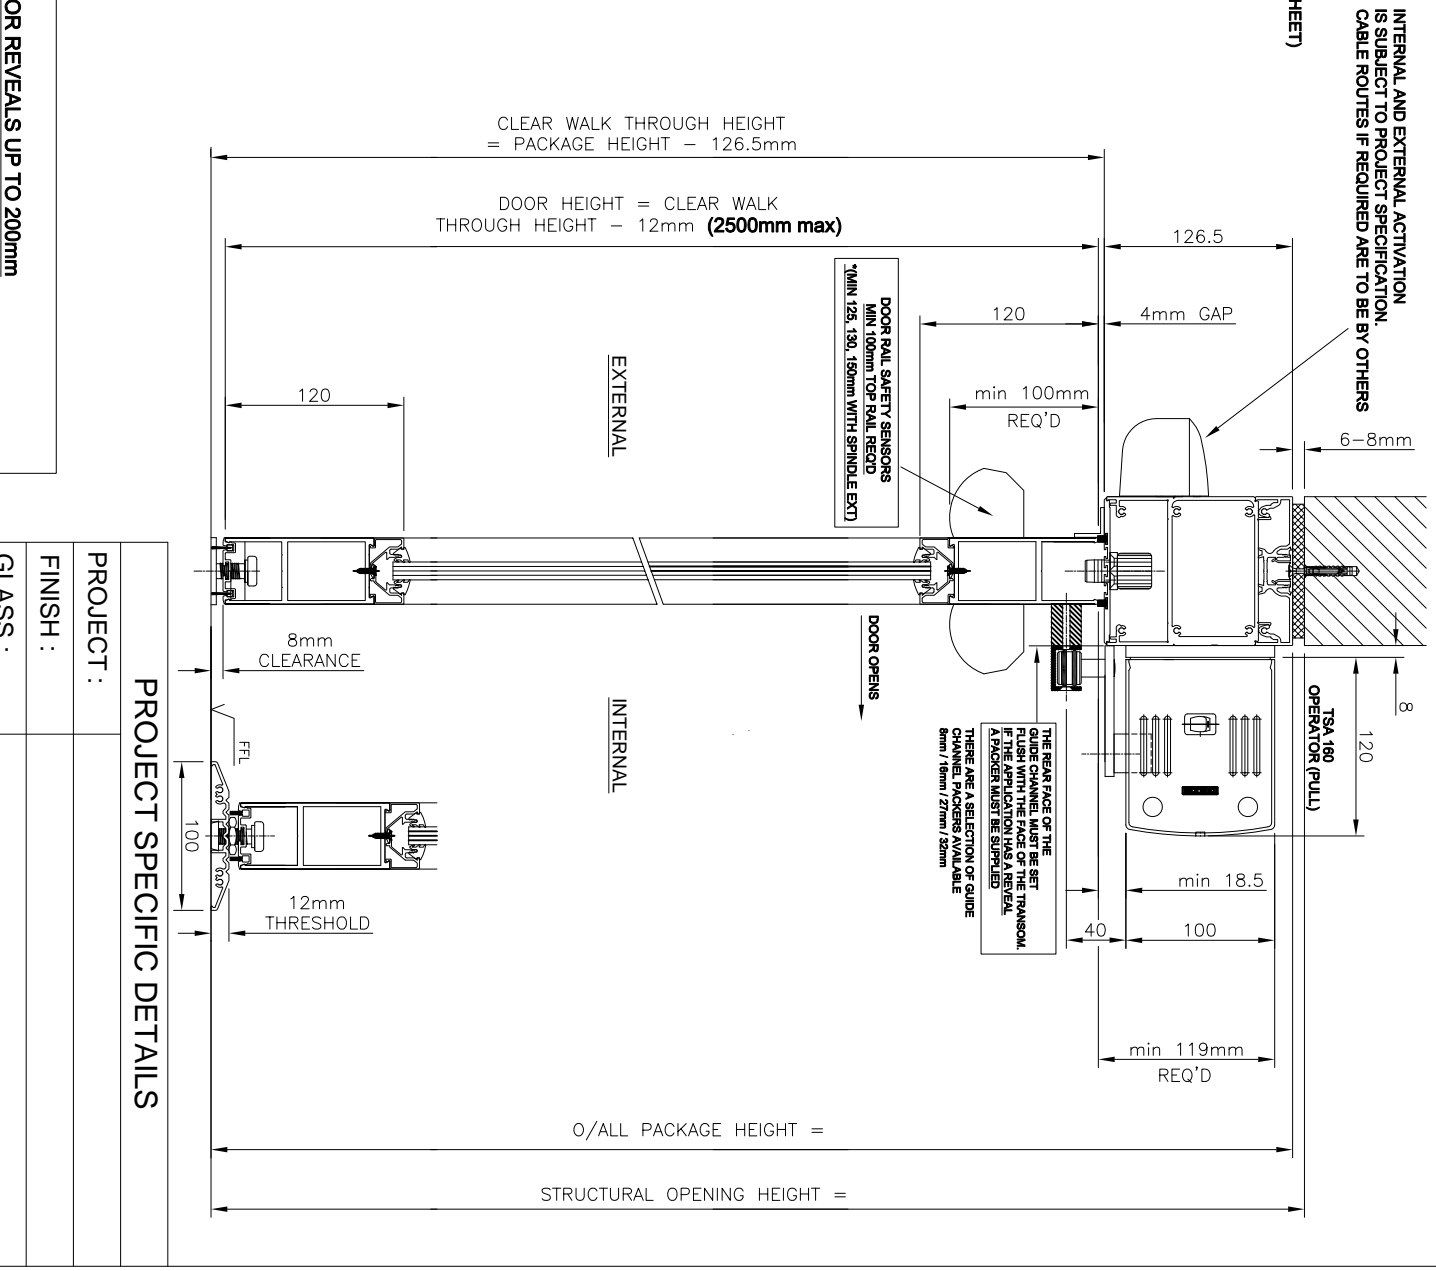 INTERNAL AND EXTERNAL ACTIVATION
IS SUBJECT TO PROJECT SPECIFICATION.
CABLE ROUTES IF REQUIRED ARE TO BE BY OTHERS
HEET)
OR REVEALS UP TO 200mm
CLEAR WALK THROUGH HEIGHT
= PACKAGE HEIGHT - 126.5mm
DOOR HEIGHT = CLEAR WALK
THROUGH HEIGHT - 12mm (2500mm max)
126.5
120
4mm GAP
min 100mm
REQ'D
6-8mm
120
EXTERNAL
DOOR RAIL SAFETY SENSORS
MIN 100mm TOP RAIL REQ'D
*(MIN 125, 130, 150mm WITH SPINDLE EXT)
8mm
CLEARANCE
DOOR OPENS
INTERNAL
FFL
100
12mm
THRESHOLD
THE REAR FACE OF THE
GUIDE CHANNEL MUST BE SET
FLUSH WITH THE FACE OF THE TRANSOM.
IF THE APPLICATION HAS A REVEAL
A PACKER MUST BE SUPPLIED
THERE ARE A SELECTION OF GUIDE
CHANNEL PACKERS AVAILABLE
8mm / 16mm / 27mm / 32mm
TSA 160
OPERATOR (PULL)
8
120
min 18.5
40
100
min 119mm
REQ'D
O/ALL PACKAGE HEIGHT =
STRUCTURAL OPENING HEIGHT =
PROJECT SPECIFIC DETAILS
PROJECT :
FINISH :
GLASS :